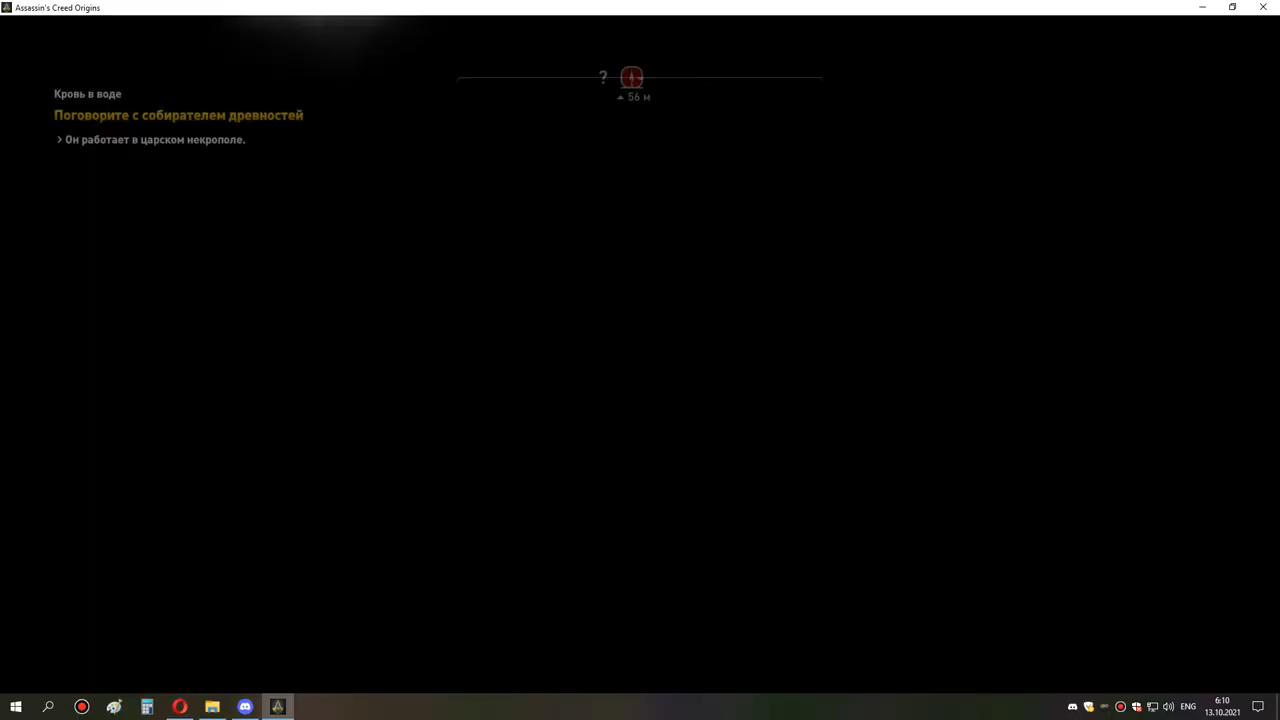 Assassin's Creed Origins
?
56 м
Кровь в воде
Поговорите с собирателем древностей
> Он работает в царском некрополе.
ENG
6:10
13.10.2021